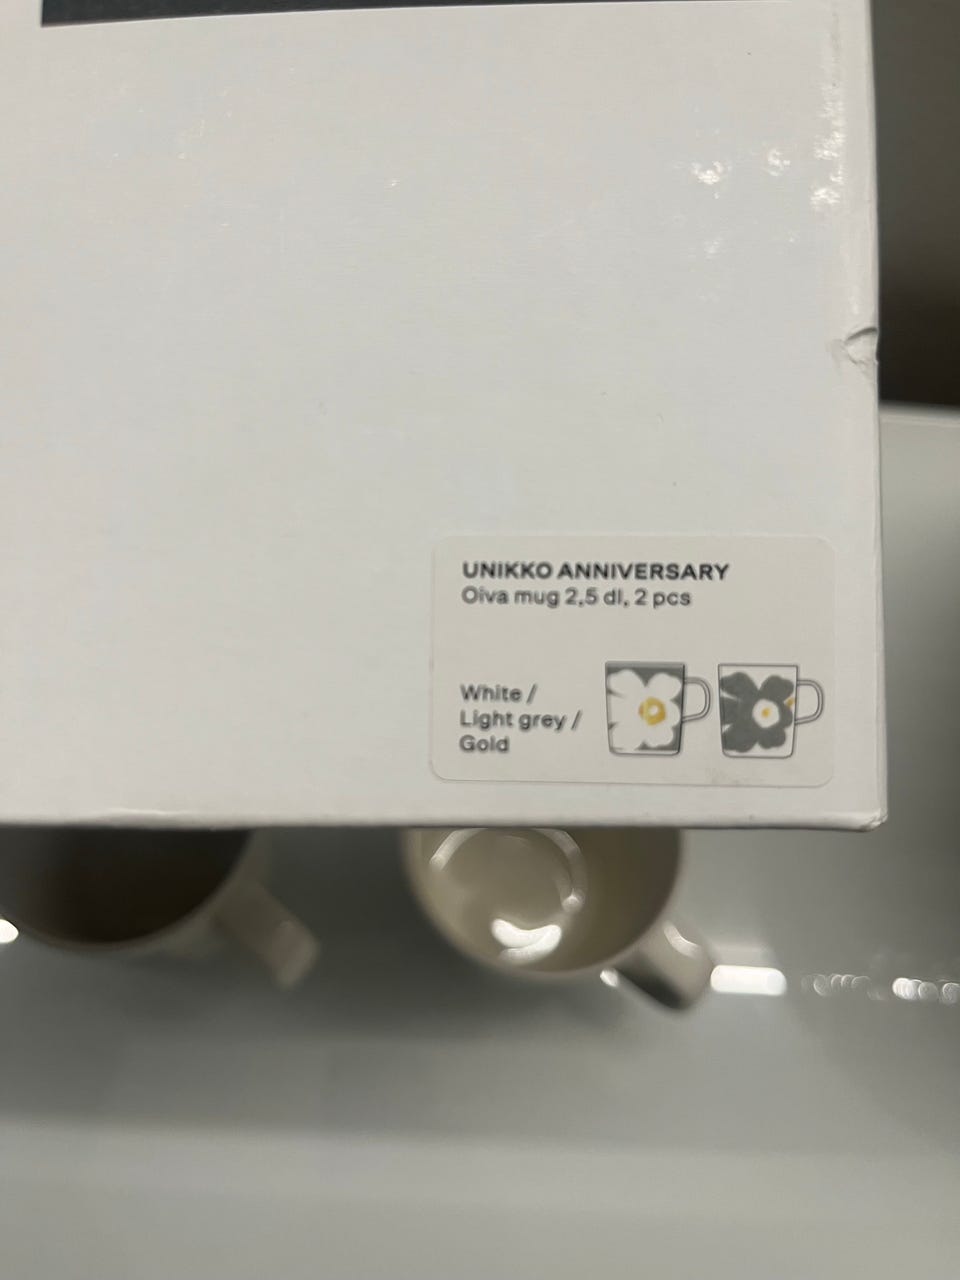 UNIKKO ANNIVERSARY
Oiva mug 2,5 dl, 2 pcs
White /
Light grey /
Gold